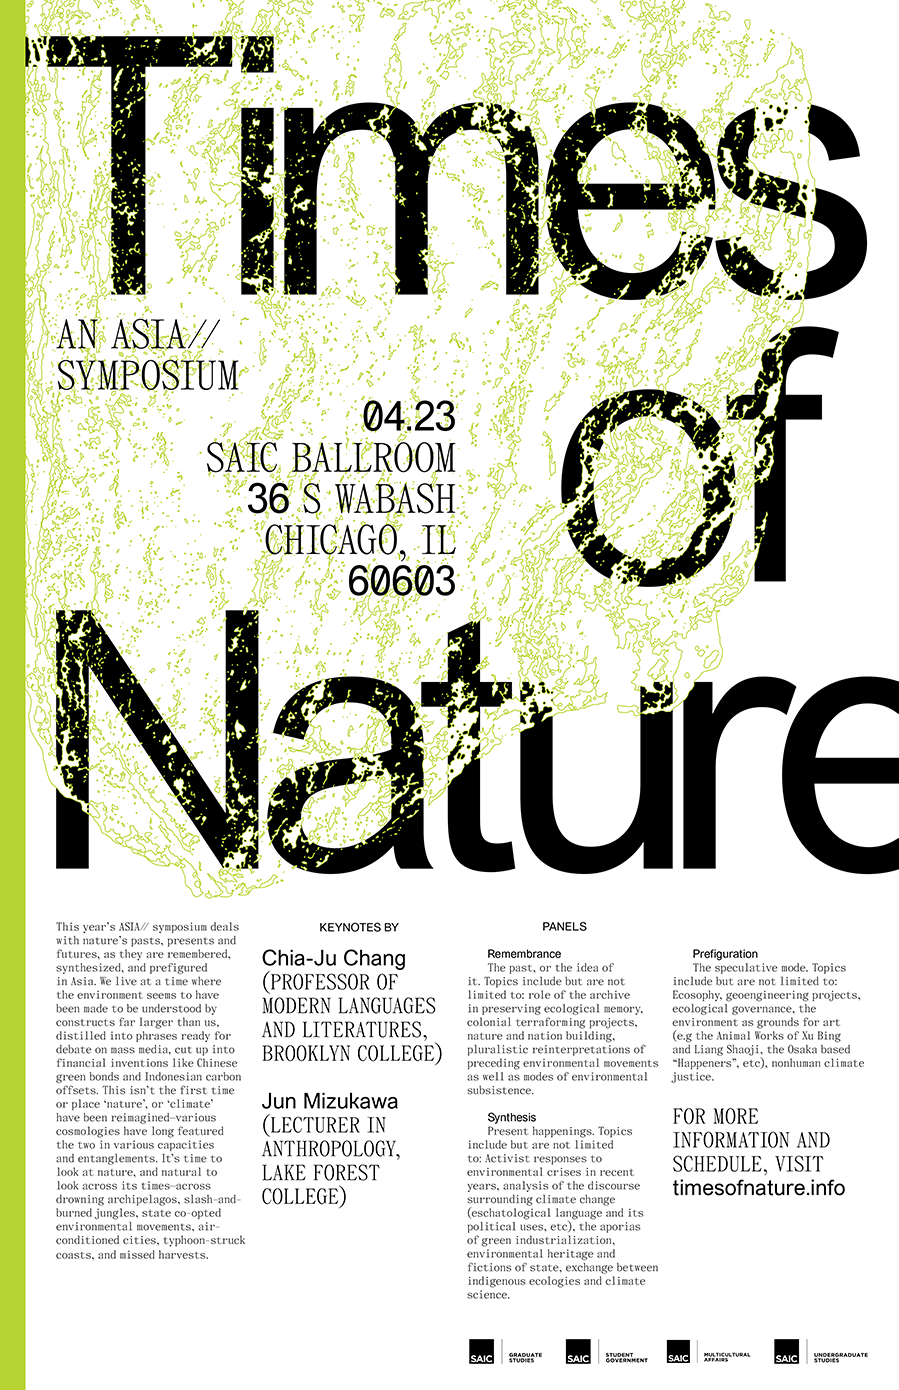 Times
of
Nature
AN ASIA//
SYMPOSIUM
04.23
SAIC BALLROOM
36 S WABASH
CHICAGO, IL
60603
This year's ASIA// symposium deals
with nature's pasts, presents and
futures, as they are remembered,
synthesized, and prefigured
in Asia. We live at a time where
the environment seems to have
been made to be understood by
constructs far larger than us,
distilled into phrases ready for
debate on mass media, cut up into
financial inventions like Chinese
green bonds and Indonesian carbon
offsets. This isn't the first time
or place ‘nature’, or ‘climate’
have been reimagined—various
cosmologies have long featured
the two in various capacities
and entanglements. It's time to
look at nature, and natural to
look across its times—across
drowning archipelagos, slash-and-
burned jungles, state co-opted
environmental movements, air-
conditioned cities, typhoon-struck
coasts, and missed harvests.
KEYNOTES BY
Chia-Ju Chang
(PROFESSOR OF
MODERN LANGUAGES
AND LITERATURES,
BROOKLYN COLLEGE)
Jun Mizukawa
(LECTURER IN
ANTHROPOLOGY,
LAKE FOREST
COLLEGE)
PANELS
Remembrance
The past, or the idea of
it. Topics include but are not
limited to: role of the archive
in preserving ecological memory,
colonial terraforming projects,
nature and nation building,
pluralistic reinterpretations of
preceding environmental movements
as well as modes of environmental
subsistence.
Synthesis
Present happenings. Topics
include but are not limited
to: Activist responses to
environmental crises in recent
years, analysis of the discourse
surrounding climate change
(eschatological language and its
political uses, etc), the aporias
of green industrialization,
environmental heritage and
fictions of state, exchange between
indigenous ecologies and climate
science.
Prefiguration
The speculative mode. Topics
include but are not limited to:
Ecosophy, geoengineering projects,
ecological governance, the
environment as grounds for art
(e.g the Animal Works of Xu Bing
and Liang Shaoji, the Osaka based
“Happeners”, etc), nonhuman climate
justice.
FOR MORE
INFORMATION AND
SCHEDULE, VISIT
timesofnature.info
SAIC
GRADUATE
STUDIES
SAIC
STUDENT
GOVERNMENT
SAIC
MULTICULTURAL
AFFAIRS
SAIC
UNDERGRADUATE
STUDIES